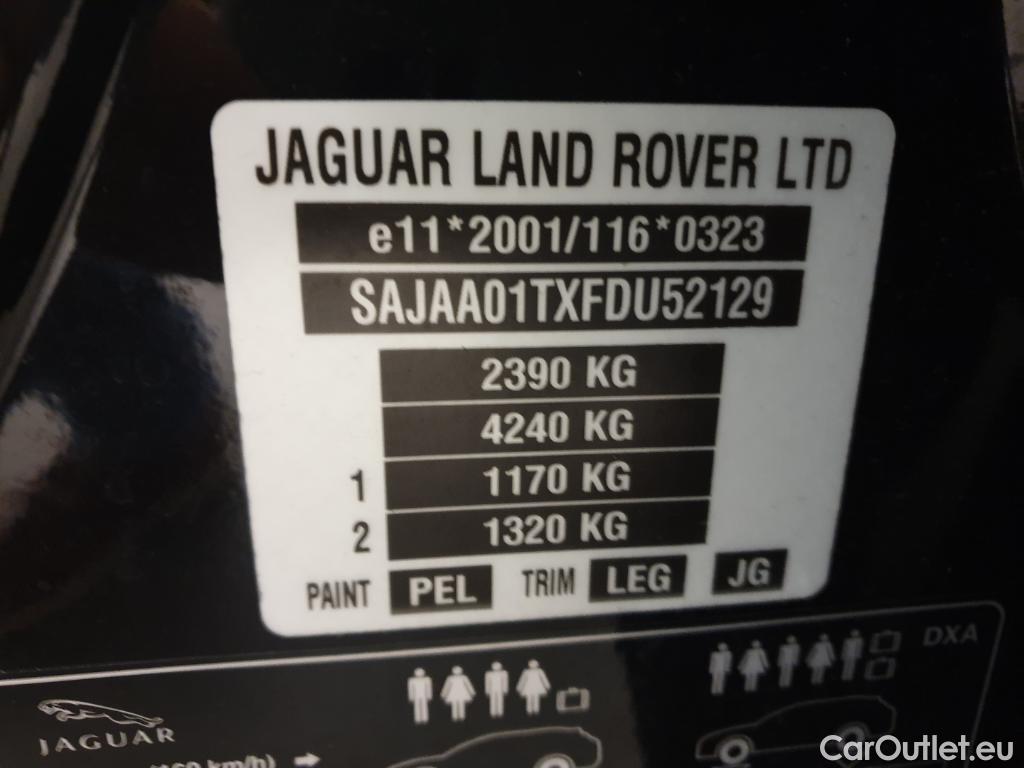 JAGUAR LAND ROVER LTD
e11*2001/116*0323
SAJAA01TXFDU52129
2390 KG
4240 KG
1 1170 KG
2 1320 KG
PAINT PEL TRIM LEG JG
DXA
JAGUAR
km/h)
CarOutlet.eu